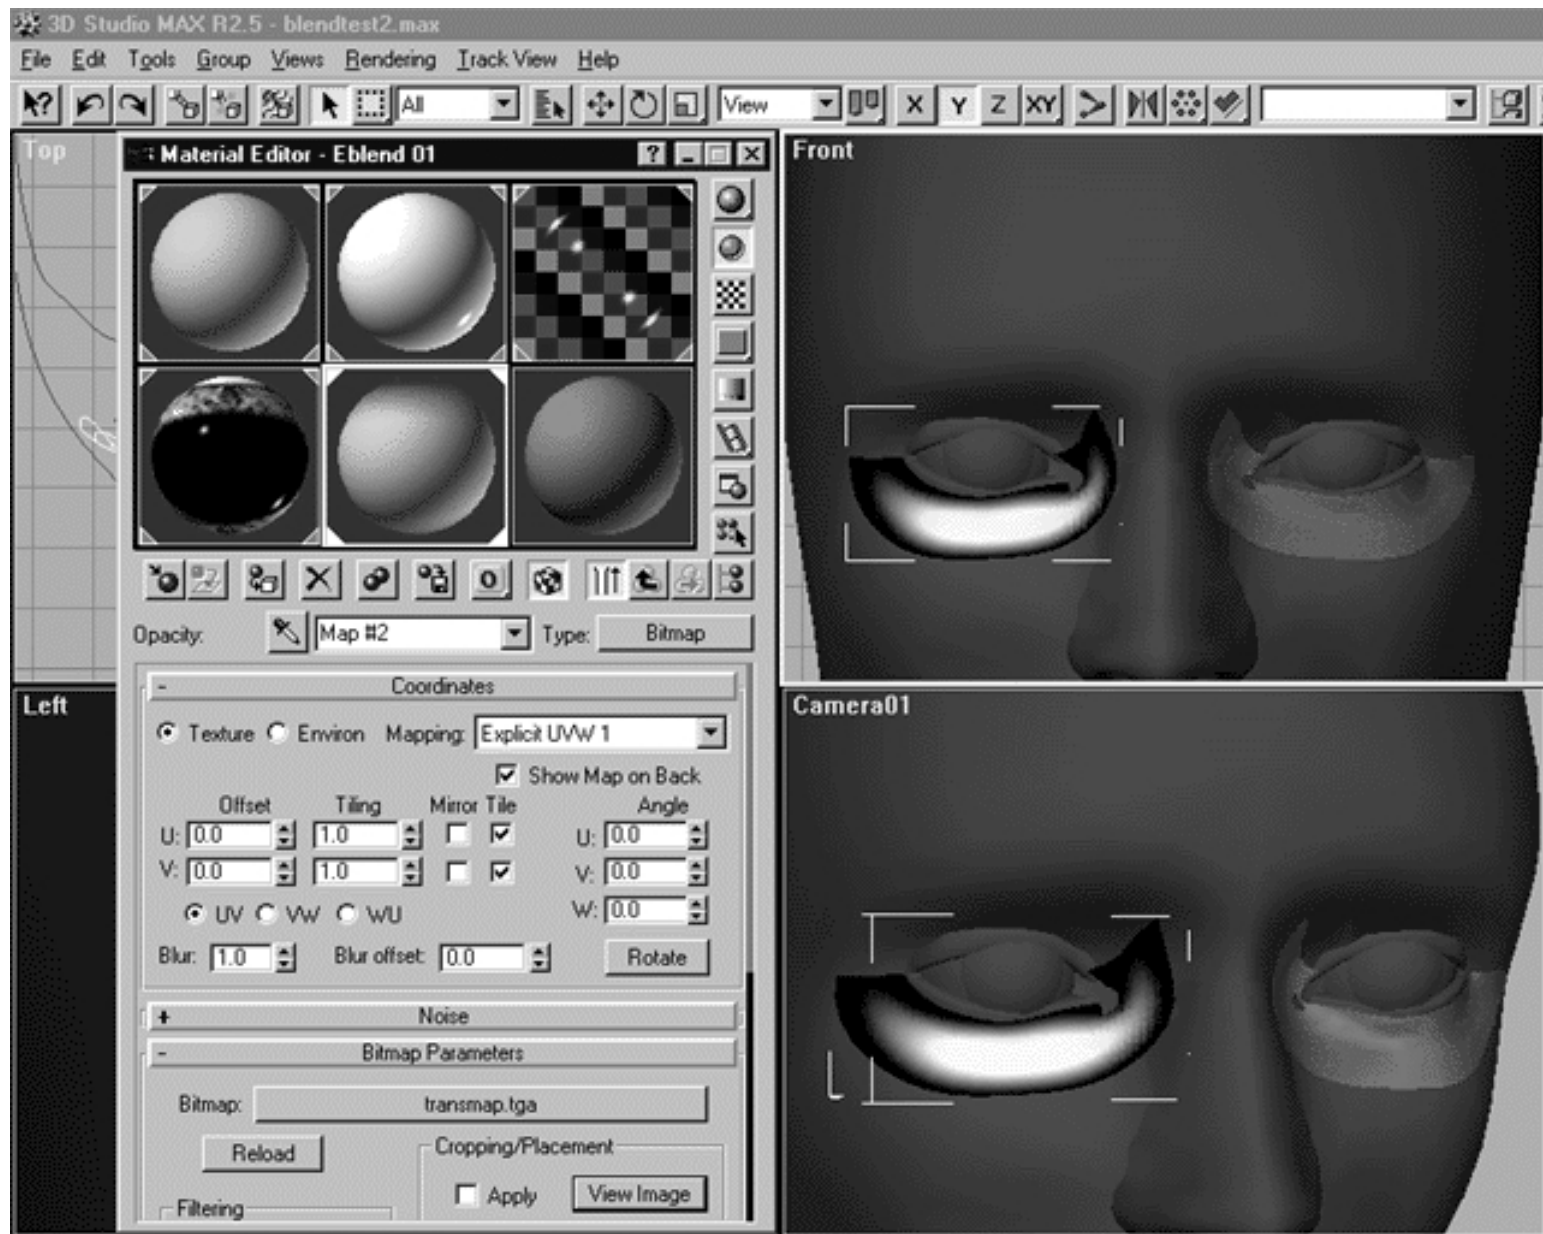 3D Studio MAX R2.5 - blendtest2.max
File Edit Tools Group Views Rendering Track View Help
All View X Y Z XY
Top
Material Editor - Eblend 01
Front
Opacity: Map #2 Type: Bitmap
- Coordinates
Left
Camera01
Texture Environ Mapping: Explicit UVW 1
Show Map on Back
Offset Tiling Mirror Tile Angle
U: 0.0 1.0 U: 0.0
V: 0.0 1.0 V: 0.0
UV VW WU W: 0.0
Blur: 1.0 Blur offset: 0.0 Rotate
+ Noise
- Bitmap Parameters
Bitmap: transmap.tga
Reload Cropping/Placement
Apply View Image
Filtering